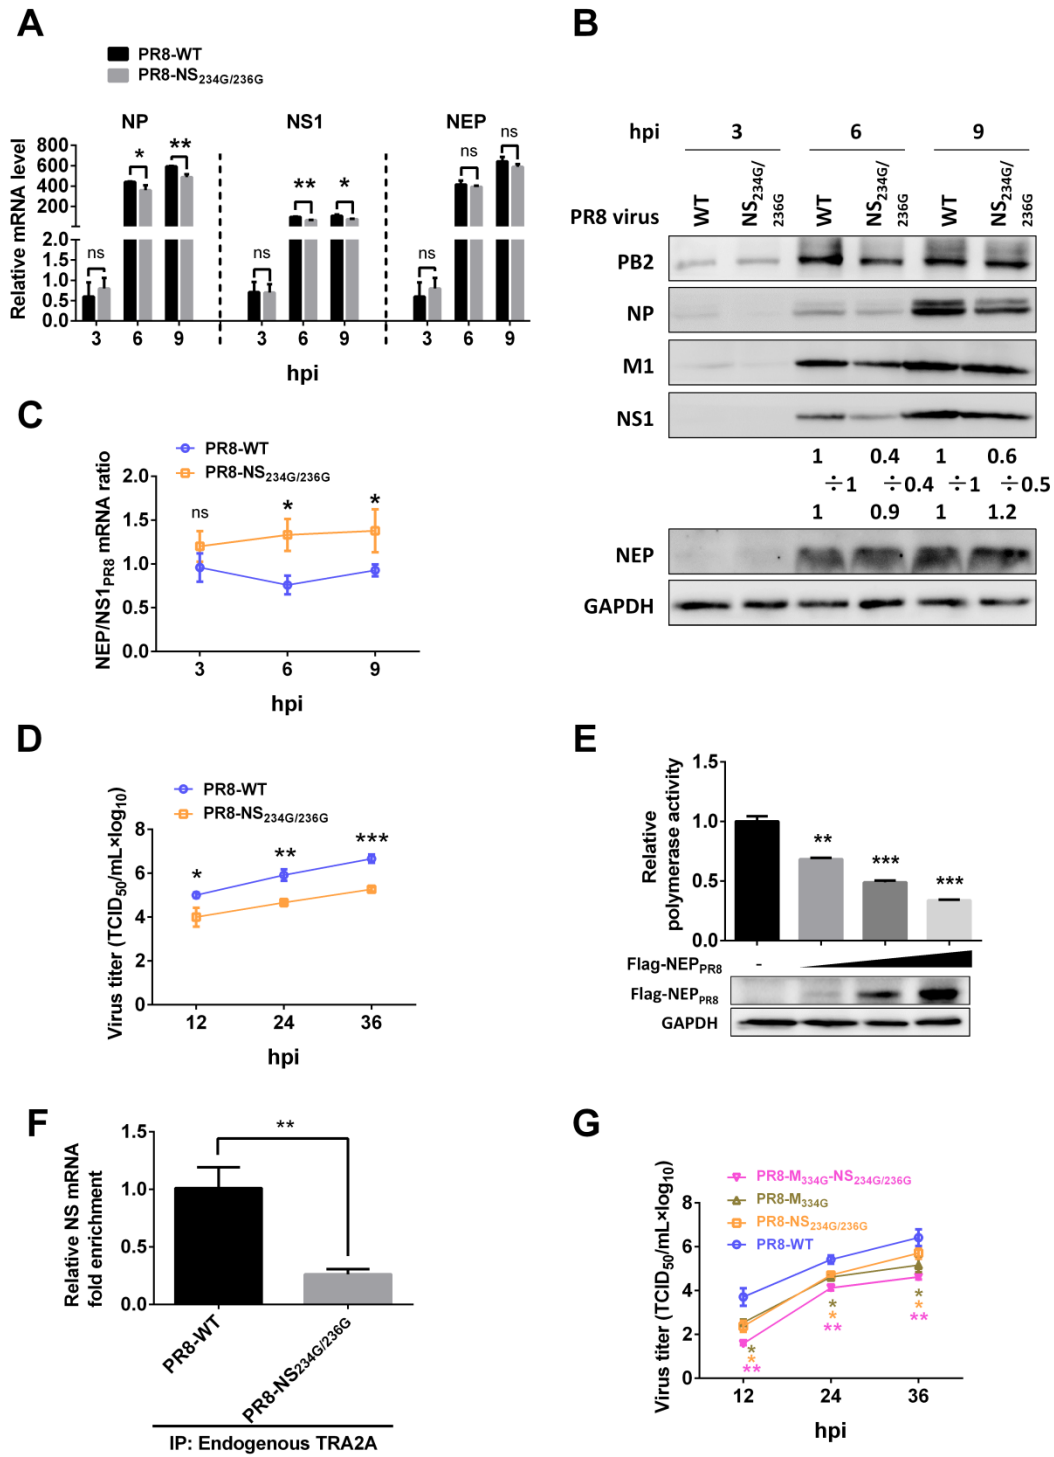 A
PR8-WT
PR8-NS234G/236G
NP
NS1
NEP
Relative mRNA level
800
600
400
200
2.0
1.5
1.0
0.5
0.0
ns
*
**
ns
**
*
ns
ns
ns
3
6
9
3
6
9
3
6
9
hpi
B
hpi
3
6
9
PR8 virus
WT
NS234G/236G
WT
NS234G/236G
WT
NS234G/236G
PB2
NP
M1
NS1
1 0.4 1 0.6
÷1 ÷0.4 ÷1 ÷0.5
1 0.9 1 1.2
NEP
GAPDH
C
PR8-WT
PR8-NS234G/236G
NEP/NS1PR8 mRNA ratio
2.0
1.5
1.0
0.5
0.0
ns
*
*
3
6
9
hpi
D
PR8-WT
PR8-NS234G/236G
Virus titer (TCID50/mL×log10)
8
6
4
2
0
*
**
***
12
24
36
hpi
E
Relative
polymerase activity
1.5
1.0
0.5
0.0
**
***
***
Flag-NEPPR8
-
Flag-NEPPR8
GAPDH
F
Relative NS mRNA
fold enrichment
1.5
1.0
0.5
0.0
**
PR8-WT
PR8-NS234G/236G
IP: Endogenous TRA2A
G
PR8-M334G-NS234G/236G
PR8-M334G
PR8-NS234G/236G
PR8-WT
Virus titer (TCID50/mL×log10)
8
6
4
2
0
*
*
**
*
*
**
*
*
**
12
24
36
hpi